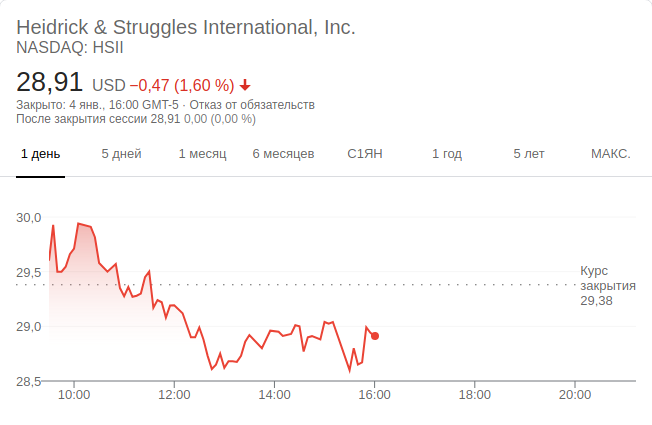 Heidrick & Struggles International, Inc.
NASDAQ: HSII
28,91 USD −0,47 (1,60 %)
Закрыто: 4 янв., 16:00 GMT-5 · Отказ от обязательств
После закрытия сессии 28,91 0,00 (0,00 %)
1 день 5 дней 1 месяц 6 месяцев С1ЯН 1 год 5 лет МАКС.
30,0
29,5
29,0
28,5
Курс
закрытия
29,38
10:00 12:00 14:00 16:00 18:00 20:00